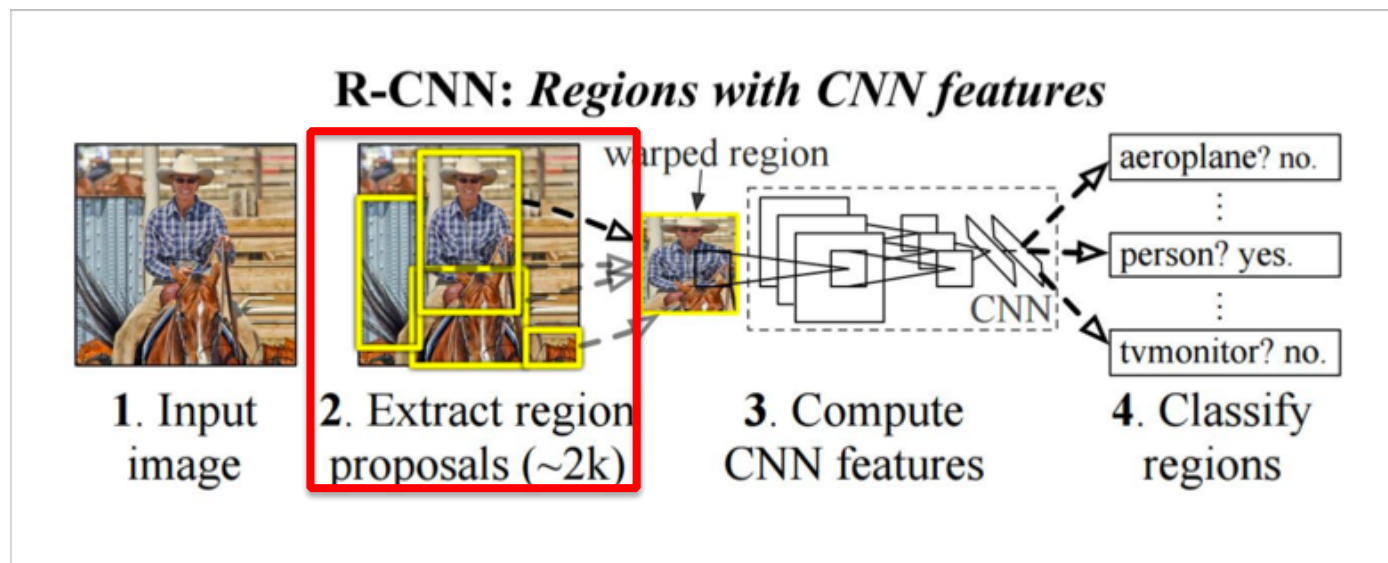 R-CNN: Regions with CNN features
warped region
aeroplane? no.
⋮
person? yes.
⋮
tvmonitor? no.
CNN
1. Input
image
2. Extract region
proposals (~2k)
3. Compute
CNN features
4. Classify
regions